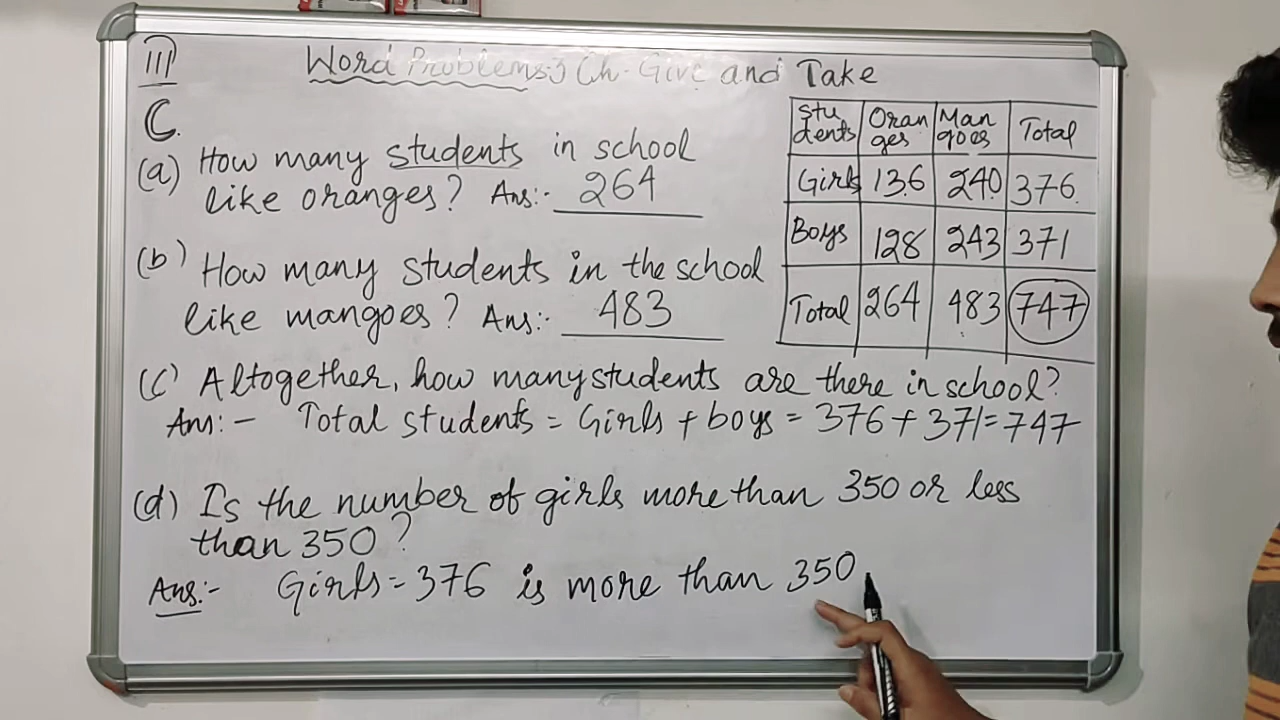 III
Word Problems:) Ch- Give and Take
C.
(a) How many students in school
like oranges? Ans:- 264
(b) How many students in the school
like mangoes? Ans:- 483
Stu Oran Man Total
dents ges goes
Girls 136 240 376
Boys 128 243 371
Total 264 483 747
(c) Altogether, how many students are there in school?
Ans:- Total students = Girls + boys = 376 + 371 = 747
(d) Is the number of girls more than 350 or less
than 350?
Ans:- Girls = 376 is more than 350